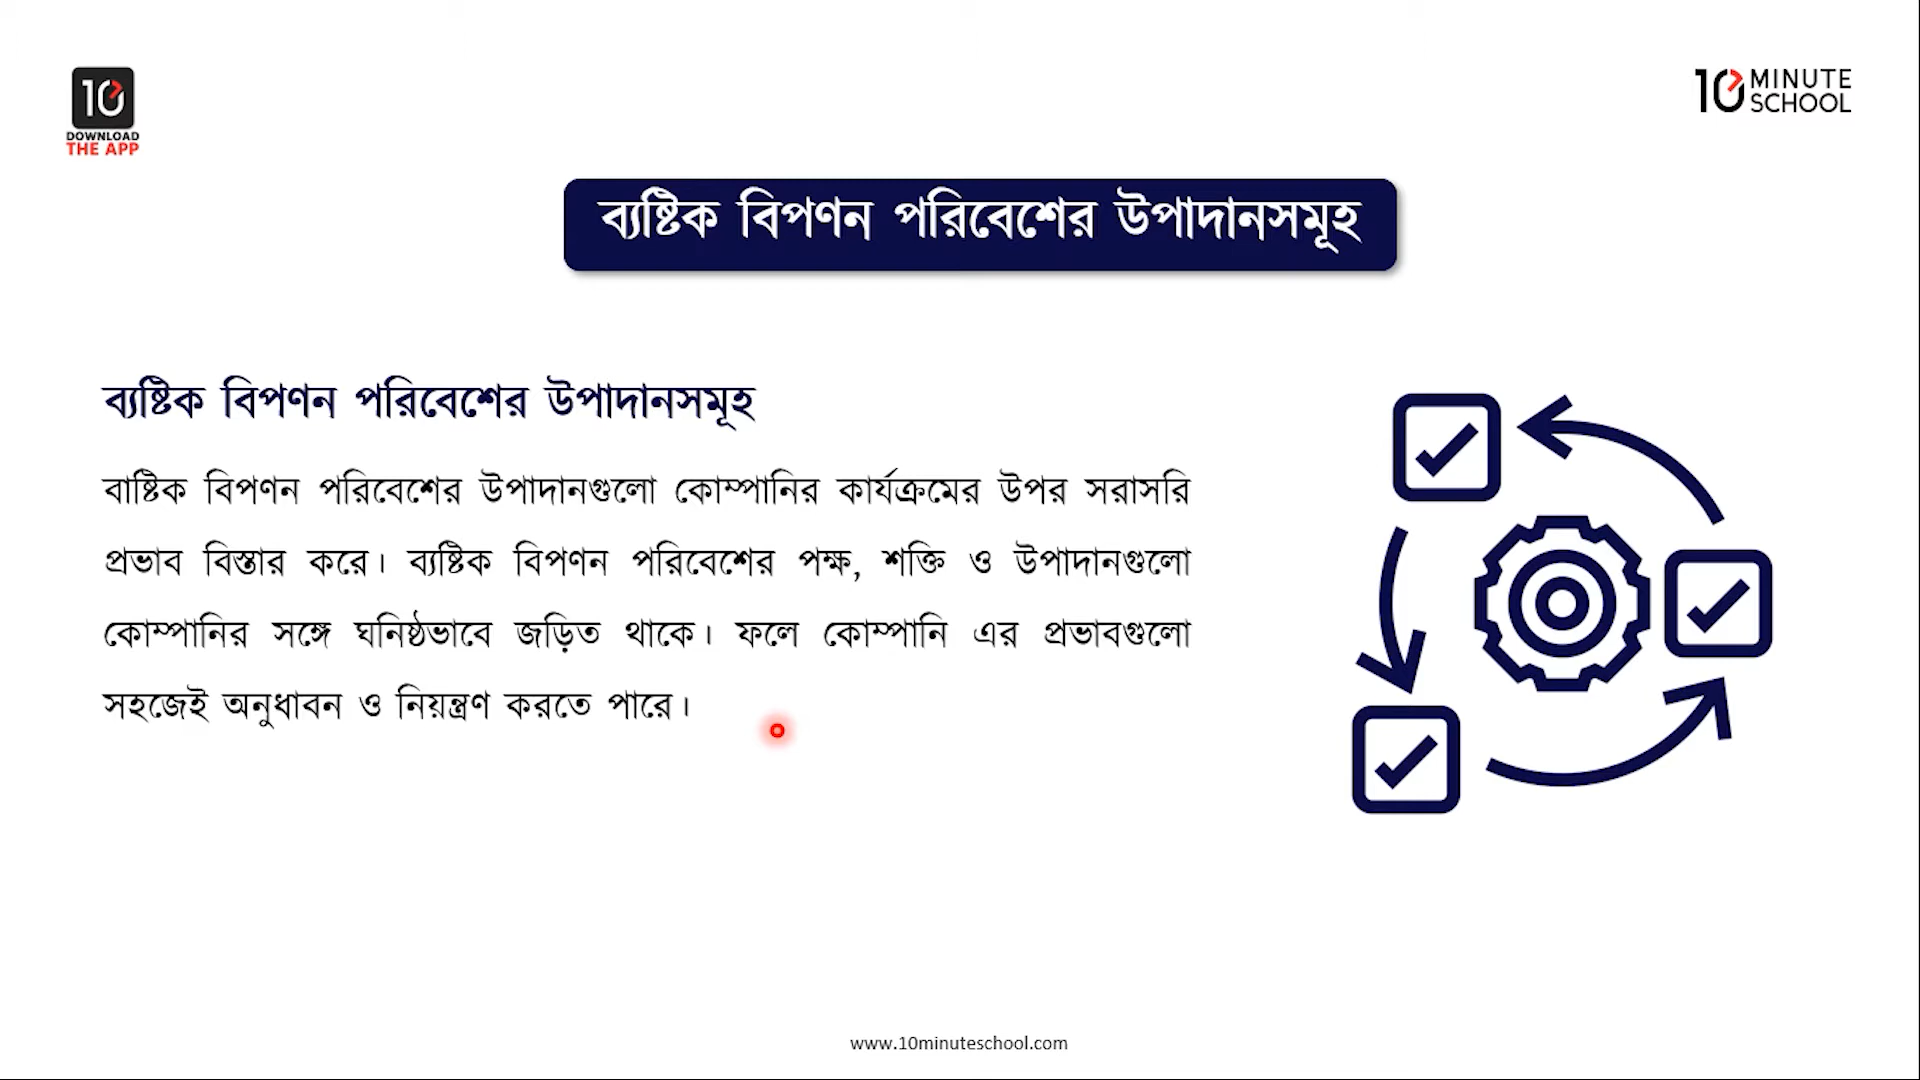 10
DOWNLOAD
THE APP
10 MINUTE
SCHOOL
ব্যষ্টিক বিপণন পরিবেশের উপাদানসমূহ
ব্যষ্টিক বিপণন পরিবেশের উপাদানসমূহ
বাষ্টিক বিপণন পরিবেশের উপাদানগুলো কোম্পানির কার্যক্রমের উপর সরাসরি
প্রভাব বিস্তার করে। ব্যষ্টিক বিপণন পরিবেশের পক্ষ, শক্তি ও উপাদানগুলো
কোম্পানির সঙ্গে ঘনিষ্ঠভাবে জড়িত থাকে। ফলে কোম্পানি এর প্রভাবগুলো
সহজেই অনুধাবন ও নিয়ন্ত্রণ করতে পারে।
www.10minuteschool.com